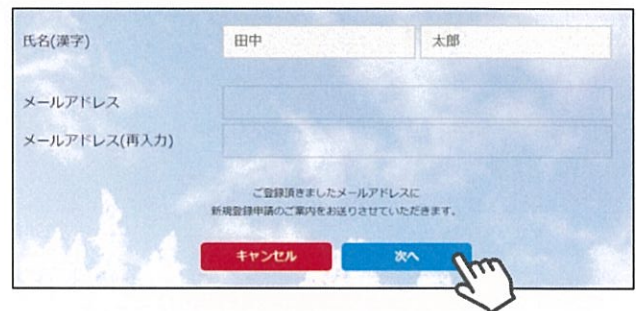 氏名(漢字) 田中 太郎
メールアドレス
メールアドレス(再入力)
ご登録頂きましたメールアドレスに
新規登録申請のご案内をお送りさせていただきます。
キャンセル 次へ